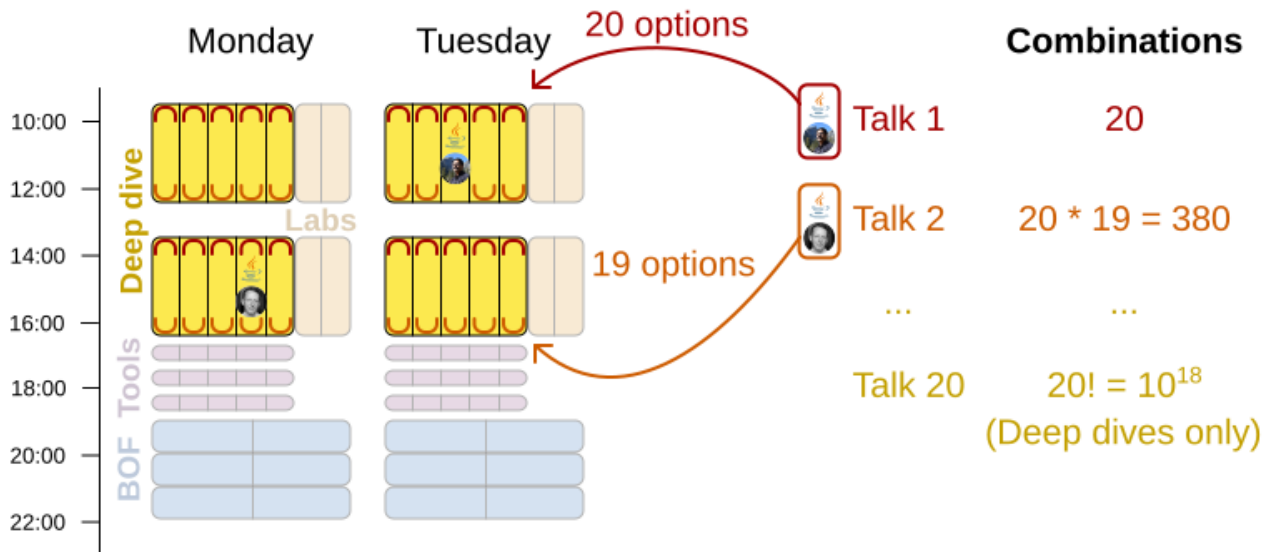 Monday
Tuesday
20 options
Combinations
10:00
12:00
14:00
16:00
18:00
20:00
22:00
Deep dive
Labs
Tools
BOF
Talk 1
20
Talk 2
20 * 19 = 380
19 options
...
...
Talk 20
20! = 10¹⁸
(Deep dives only)